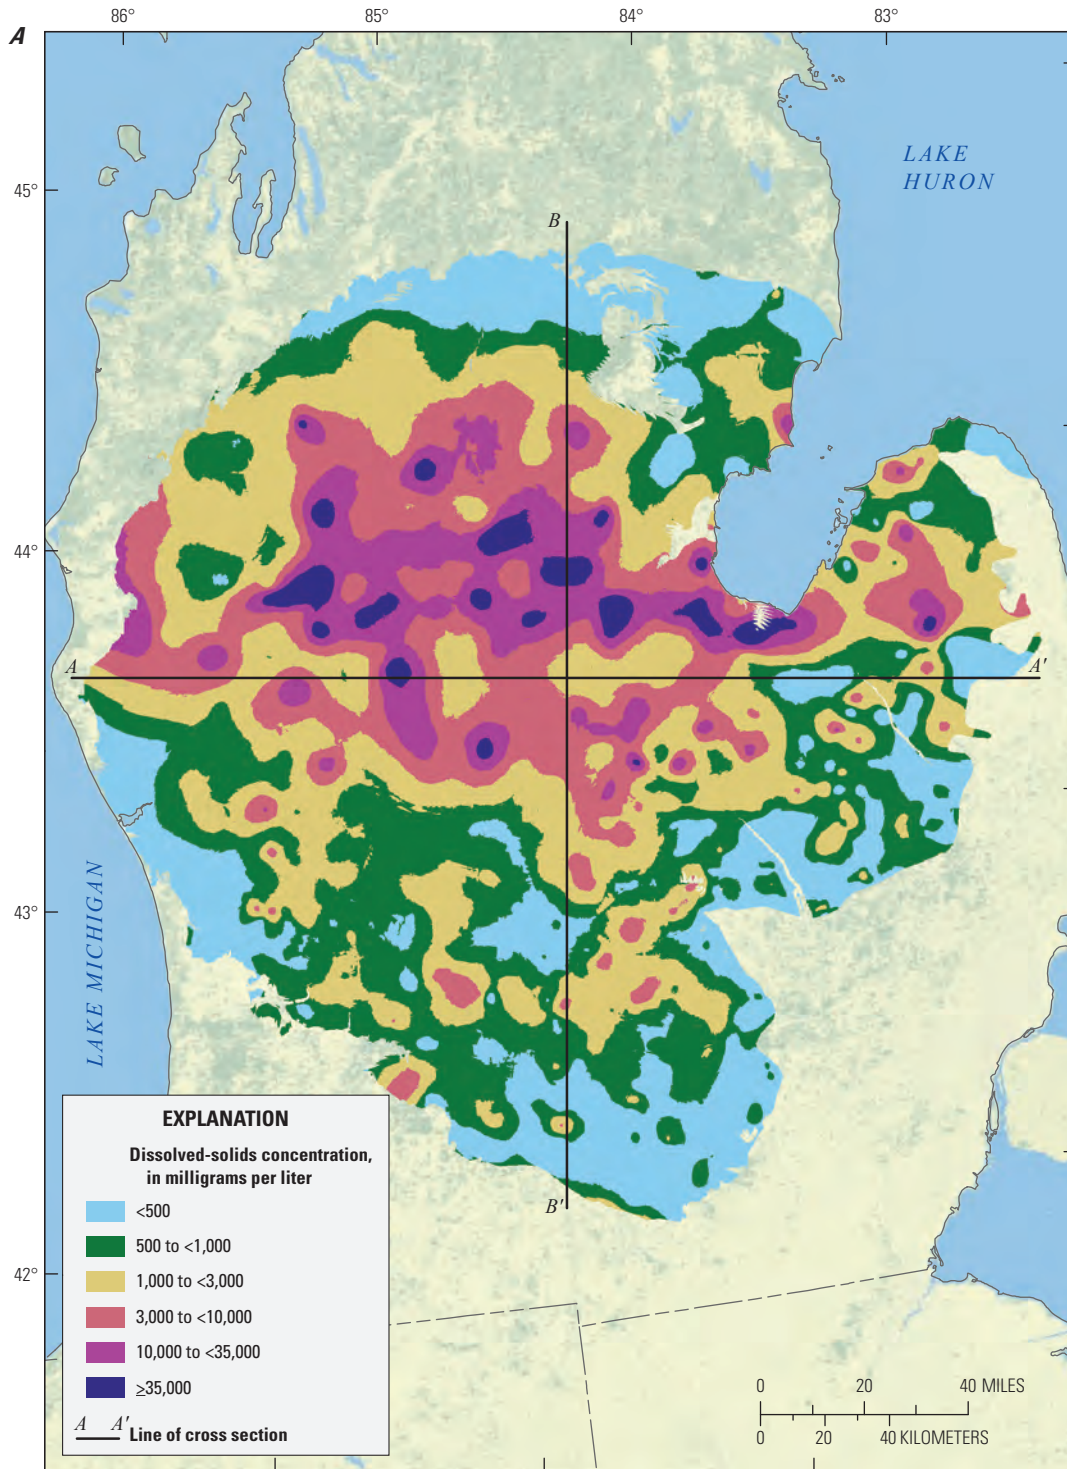 A
86°
85°
84°
83°
45°
44°
43°
42°
LAKE
HURON
B
A
A'
LAKE MICHIGAN
B'
EXPLANATION
Dissolved-solids concentration,
in milligrams per liter
<500
500 to <1,000
1,000 to <3,000
3,000 to <10,000
10,000 to <35,000
≥35,000
A A' Line of cross section
0 20 40 MILES
0 20 40 KILOMETERS